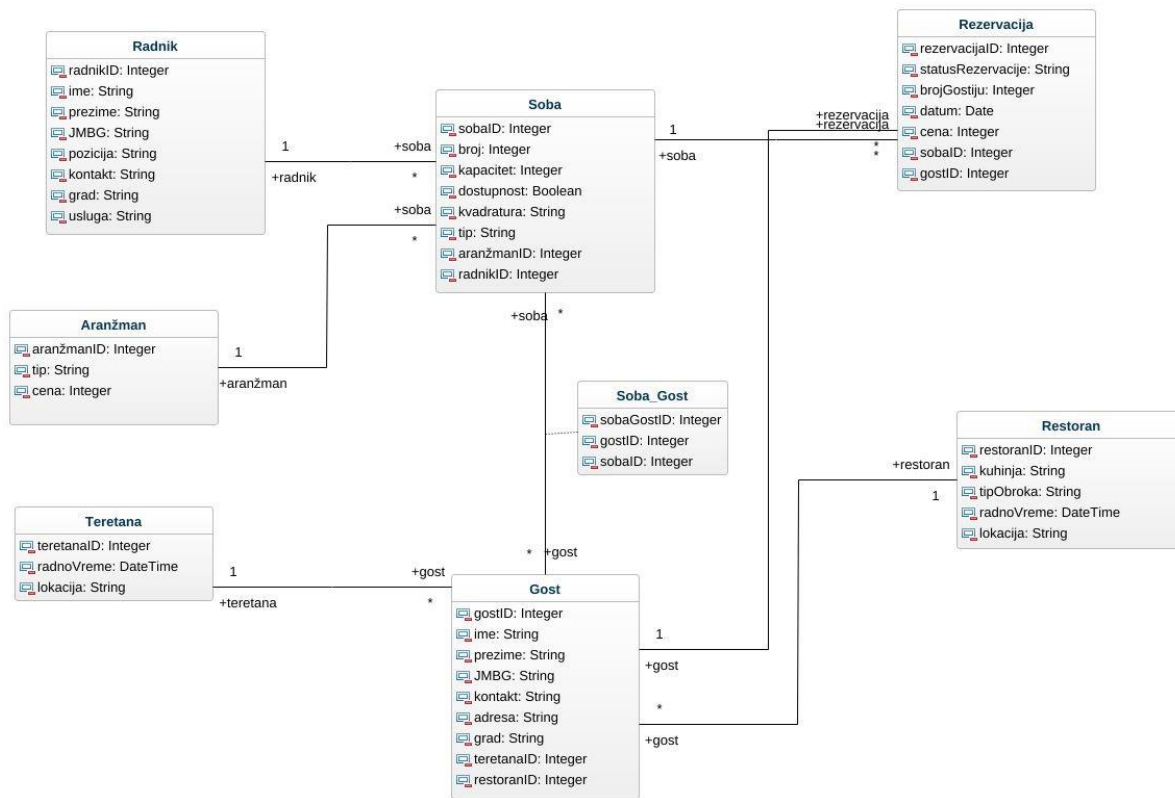 Radnik
radnikID: Integer
ime: String
prezime: String
JMBG: String
pozicija: String
kontakt: String
grad: String
usluga: String
1
+radnik
+soba
*
Soba
sobaID: Integer
broj: Integer
kapacitet: Integer
dostupnost: Boolean
kvadratura: String
tip: String
aranžmanID: Integer
radnikID: Integer
1
+soba
+rezervacija
+rezervacija
*
*
Rezervacija
rezervacijaID: Integer
statusRezervacije: String
brojGostiju: Integer
datum: Date
cena: Integer
sobaID: Integer
gostID: Integer
+soba
*
Aranžman
aranžmanID: Integer
tip: String
cena: Integer
1
+aranžman
+soba *
Soba_Gost
sobaGostID: Integer
gostID: Integer
sobaID: Integer
Restoran
restoranID: Integer
kuhinja: String
tipObroka: String
radnoVreme: DateTime
lokacija: String
+restoran
1
Teretana
teretanaID: Integer
radnoVreme: DateTime
lokacija: String
1
+teretana
+gost
*
* +gost
Gost
gostID: Integer
ime: String
prezime: String
JMBG: String
kontakt: String
adresa: String
grad: String
teretanaID: Integer
restoranID: Integer
1
+gost
*
+gost